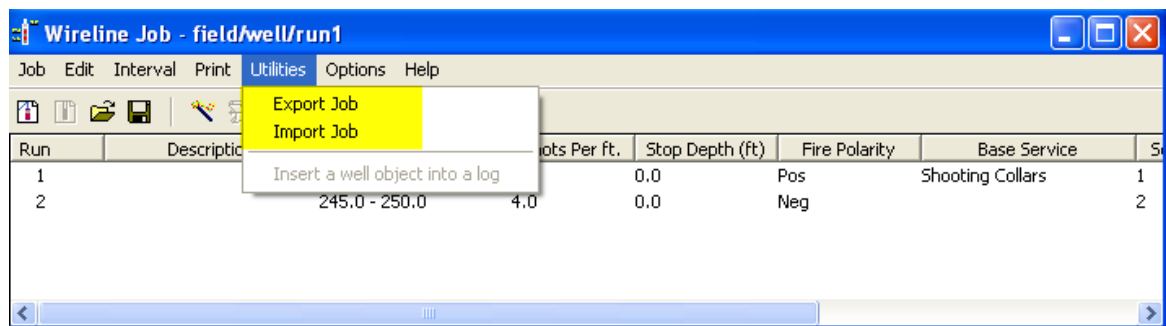 Wireline Job - field/well/run1
Job Edit Interval Print Utilities Options Help
Export Job
Import Job
Insert a well object into a log
Run Stop Depth (ft) Fire Polarity Base Service
1 0.0 Pos Shooting Collars 1
2 245.0 - 250.0 4.0 0.0 Neg 2